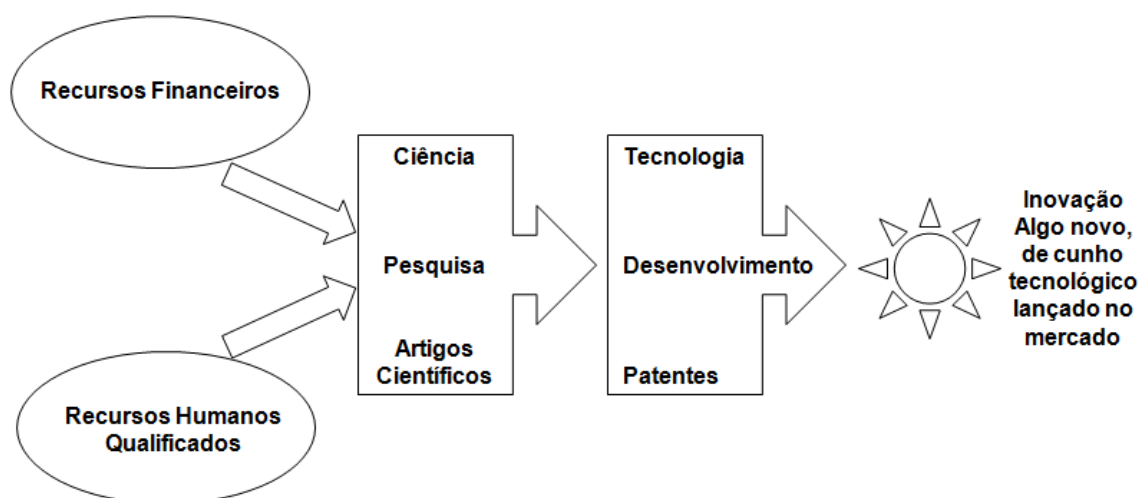 Recursos Financeiros
Recursos Humanos
Qualificados
Ciência
Pesquisa
Artigos
Científicos
Tecnologia
Desenvolvimento
Patentes
Inovação
Algo novo,
de cunho
tecnológico
lançado no
mercado